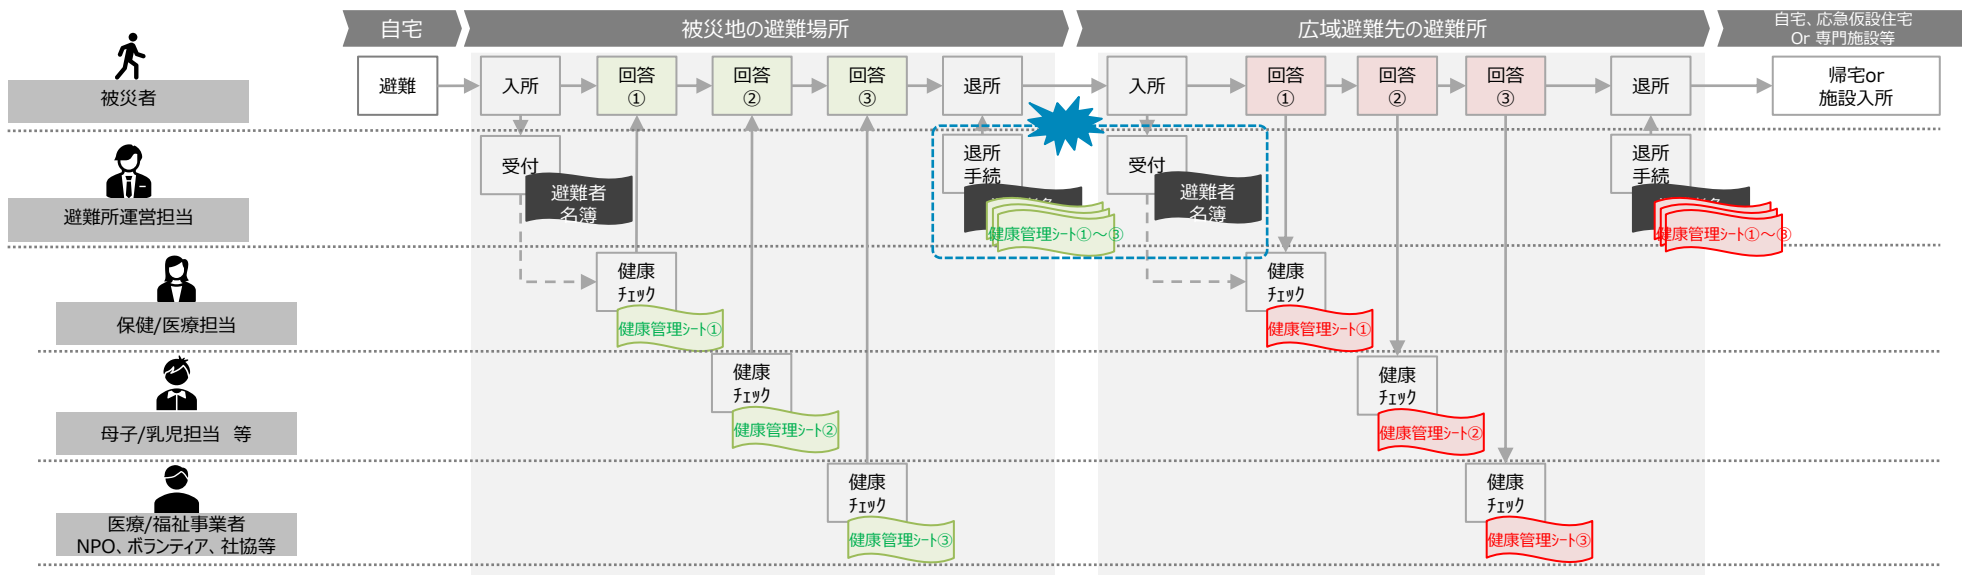 自宅
被災地の避難場所
広域避難先の避難所
自宅、応急仮設住宅
Or 専門施設等
被災者
避難
入所
回答
①
回答
②
回答
③
退所
入所
回答
①
回答
②
回答
③
退所
帰宅or
施設入所
避難所運営担当
受付
避難者
名簿
退所
手続
健康管理シート①～③
受付
避難者
名簿
退所
手続
健康管理シート①～③
保健/医療担当
健康
チェック
健康管理シート①
健康
チェック
健康管理シート①
母子/乳児担当 等
健康
チェック
健康管理シート②
健康
チェック
健康管理シート②
医療/福祉事業者
NPO、ボランティア、社協等
健康
チェック
健康管理シート③
健康
チェック
健康管理シート③